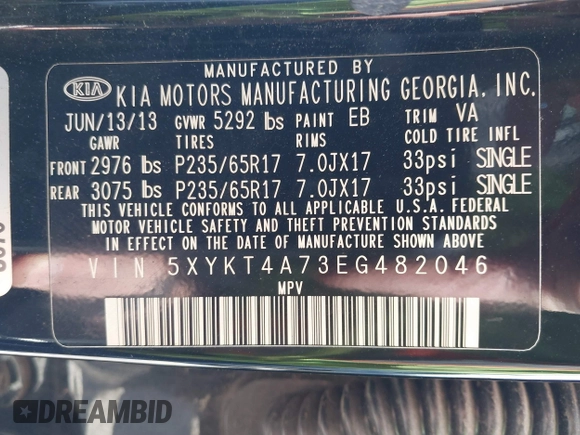 MANUFACTURED BY
KIA KIA MOTORS MANUFACTURING GEORGIA, INC.
JUN/13/13 GVWR 5292 lbs PAINT EB TRIM VA
GAWR TIRES RIMS COLD TIRE INFL
FRONT 2976 lbs P235/65R17 7.0JX17 33psi SINGLE
REAR 3075 lbs P235/65R17 7.0JX17 33psi SINGLE
THIS VEHICLE CONFORMS TO ALL APPLICABLE U.S.A. FEDERAL
MOTOR VEHICLE SAFETY AND THEFT PREVENTION STANDARDS
IN EFFECT ON THE DATE OF MANUFACTURE SHOWN ABOVE
VIN 5XYKT4A73EG482046
MPV
DREAMBID